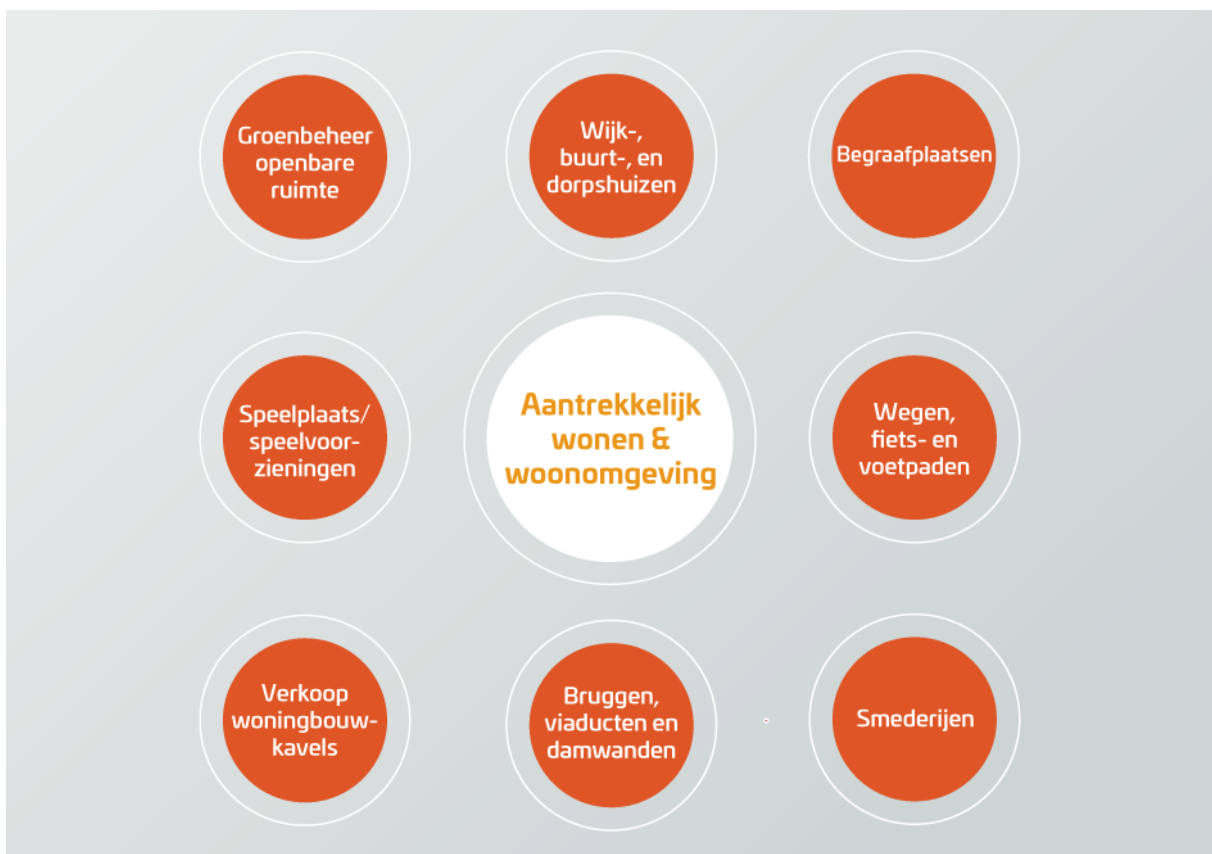 Groenbeheer
openbare
ruimte
Wijk-,
buurt-, en
dorpshuizen
Begraafplaatsen
Speelplaats/
speelvoor-
zieningen
Aantrekkelijk
wonen &
woonomgeving
Wegen,
fiets- en
voetpaden
Verkoop
woningbouw-
kavels
Bruggen,
viaducten en
damwanden
Smederijen